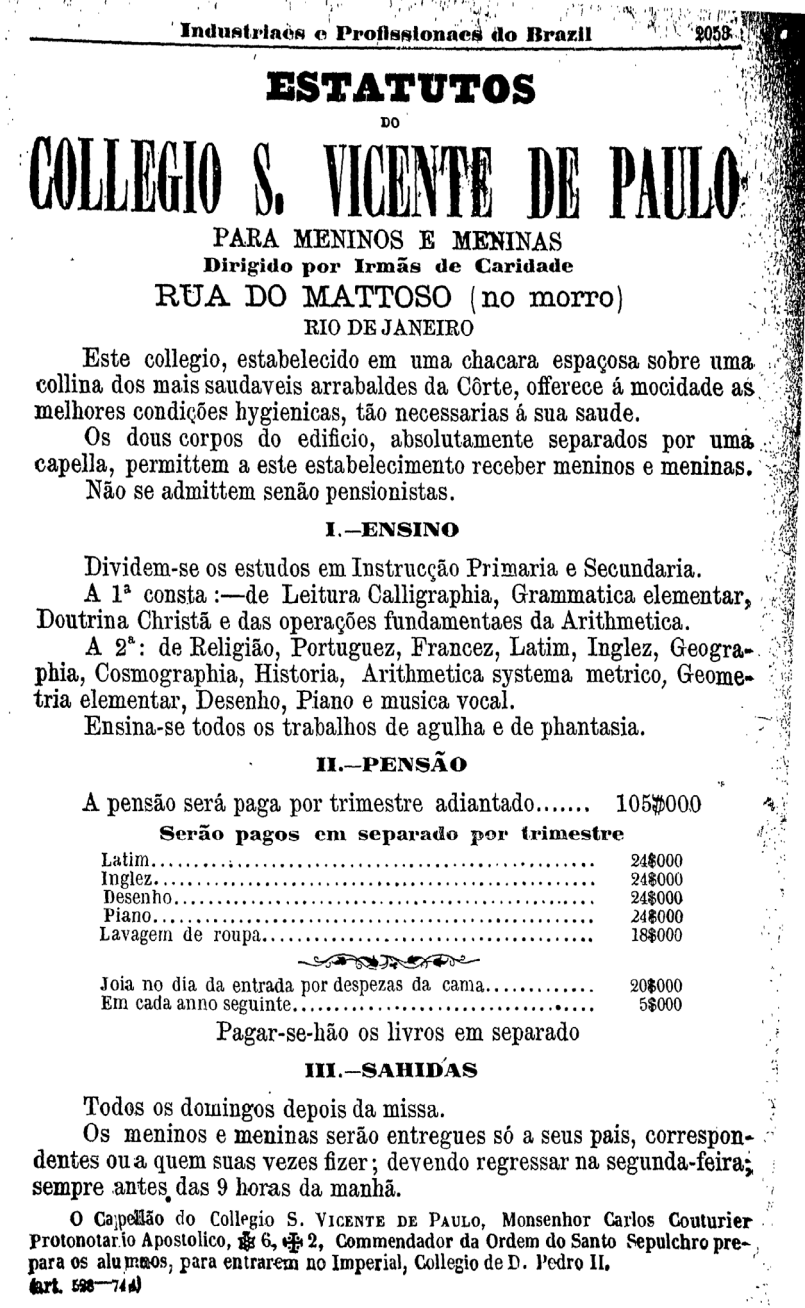 Industriaes e Profissionaes do Brazil 2053
ESTATUTOS
DO
COLLEGIO S. VICENTE DE PAULO
PARA MENINOS E MENINAS
Dirigido por Irmãs de Caridade
RUA DO MATTOSO (no morro)
RIO DE JANEIRO
Este collegio, estabelecido em uma chacara espaçosa sobre uma
collina dos mais saudaveis arrabaldes da Côrte, offerece á mocidade as
melhores condições hygienicas, tão necessarias á sua saude.
Os dous corpos do edificio, absolutamente separados por uma
capella, permittem a este estabelecimento receber meninos e meninas.
Não se admittem senão pensionistas.
I.—ENSINO
Dividem-se os estudos em Instrucção Primaria e Secundaria.
A 1ª consta :—de Leitura Calligraphia, Grammatica elementar,
Doutrina Christã e das operações fundamentaes da Arithmetica.
A 2ª: de Religião, Portuguez, Francez, Latim, Inglez, Geogra-
phia, Cosmographia, Historia, Arithmetica systema metrico, Geome-
tria elementar, Desenho, Piano e musica vocal.
Ensina-se todos os trabalhos de agulha e de phantasia.
II.—PENSÃO
A pensão será paga por trimestre adiantado....... 105$000
Serão pagos em separado por trimestre
Latim.................................................... 24$000
Inglez.................................................... 24$000
Desenho.................................................. 24$000
Piano.................................................... 24$000
Lavagem de roupa........................................ 18$000
Joia no dia da entrada por despezas da cama............. 20$000
Em cada anno seguinte................................... 5$000
Pagar-se-hão os livros em separado
III.—SAHIDAS
Todos os domingos depois da missa.
Os meninos e meninas serão entregues só a seus pais, correspon-
dentes ou a quem suas vezes fizer; devendo regressar na segunda-feira;
sempre antes das 9 horas da manhã.
O Capellão do Collegio S. VICENTE DE PAULO, Monsenhor Carlos Couturier
Protonotario Apostolico, 6, ✠ 2, Commendador da Ordem do Santo Sepulchro pre-
para os alumnos, para entrarem no Imperial, Collegio de D. Pedro II.
(art.